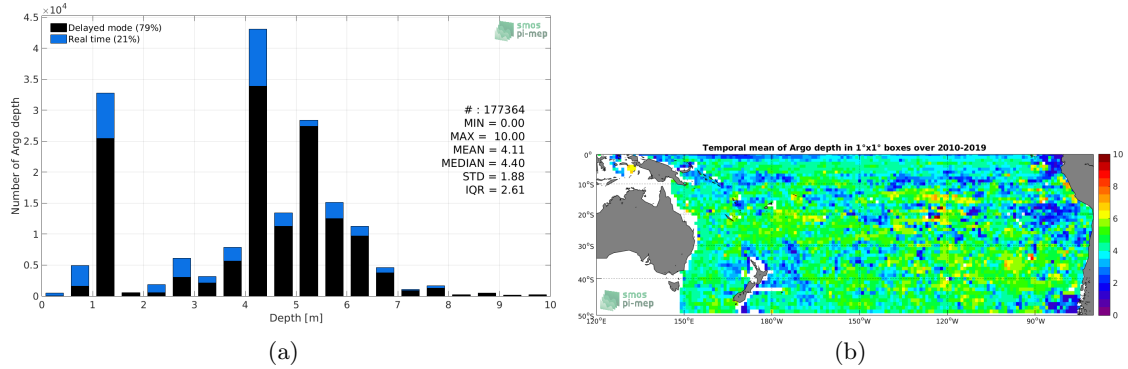 ×10⁴
4.5
4
3.5
3
2.5
2
1.5
1
0.5
0
Number of Argo depth
Delayed mode (79%)
Real time (21%)
smos
pi-mep
# : 177364
MIN = 0.00
MAX = 10.00
MEAN = 4.11
MEDIAN = 4.40
STD = 1.88
IQR = 2.61
0 1 2 3 4 5 6 7 8 9 10
Depth [m]
(a)
Temporal mean of Argo depth in 1°x1° boxes over 2010-2019
0°
10°S
20°S
30°S
40°S
50°S
120°E 150°E 180°W 150°W 120°W 90°W
smos
pi-mep
10
8
6
4
2
0
(b)